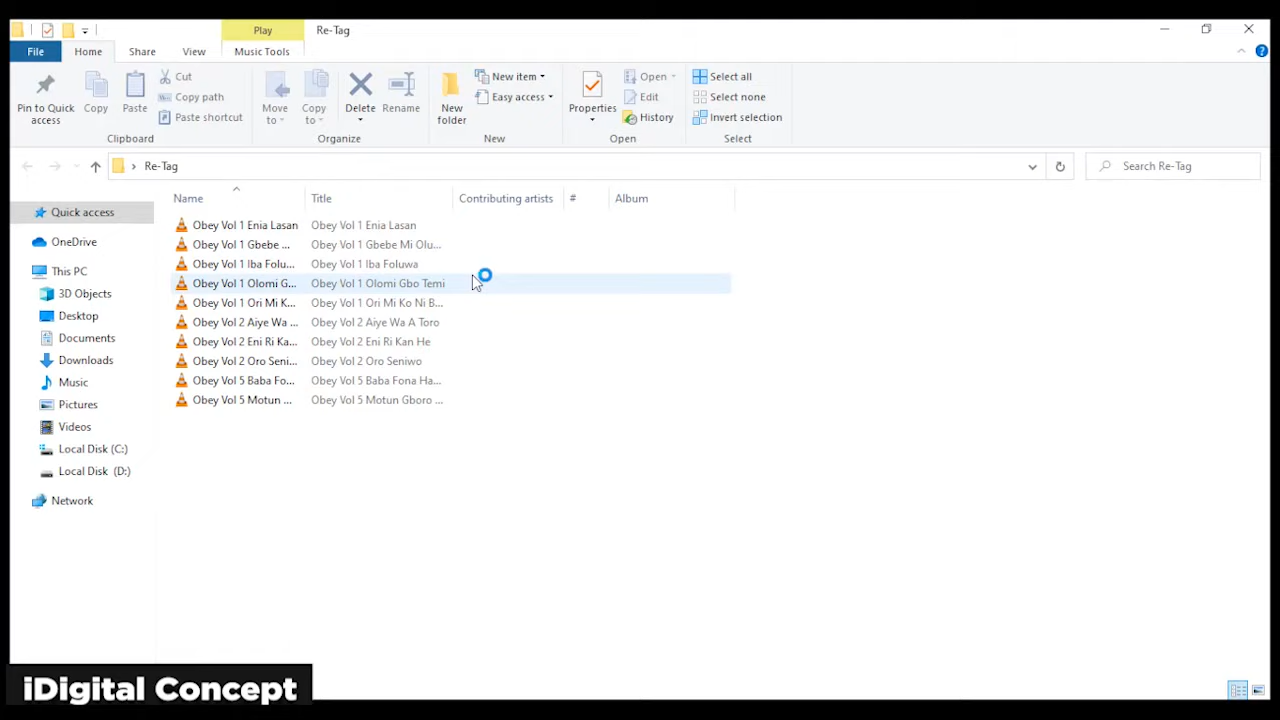 Play
Re-Tag
File
Home
Share
View
Music Tools
Pin to Quick access
Copy
Paste
Cut
Copy path
Paste shortcut
Clipboard
Move to
Copy to
Delete
Rename
Organize
New folder
New item
Easy access
New
Properties
Open
Edit
History
Open
Select all
Select none
Invert selection
Select
Re-Tag
Search Re-Tag
Name
Title
Contributing artists
#
Album
Quick access
OneDrive
This PC
3D Objects
Desktop
Documents
Downloads
Music
Pictures
Videos
Local Disk (C:)
Local Disk (D:)
Network
Obey Vol 1 Enia Lasan Obey Vol 1 Enia Lasan
Obey Vol 1 Gbebe ... Obey Vol 1 Gbebe Mi Olu...
Obey Vol 1 Iba Folu... Obey Vol 1 Iba Foluwa
Obey Vol 1 Olomi G... Obey Vol 1 Olomi Gbo Temi
Obey Vol 1 Ori Mi K... Obey Vol 1 Ori Mi Ko Ni B...
Obey Vol 2 Aiye Wa ... Obey Vol 2 Aiye Wa A Toro
Obey Vol 2 Eni Ri Ka... Obey Vol 2 Eni Ri Kan He
Obey Vol 2 Oro Seni... Obey Vol 2 Oro Seniwo
Obey Vol 5 Baba Fo... Obey Vol 5 Baba Fona Ha...
Obey Vol 5 Motun ... Obey Vol 5 Motun Gboro ...
iDigital Concept